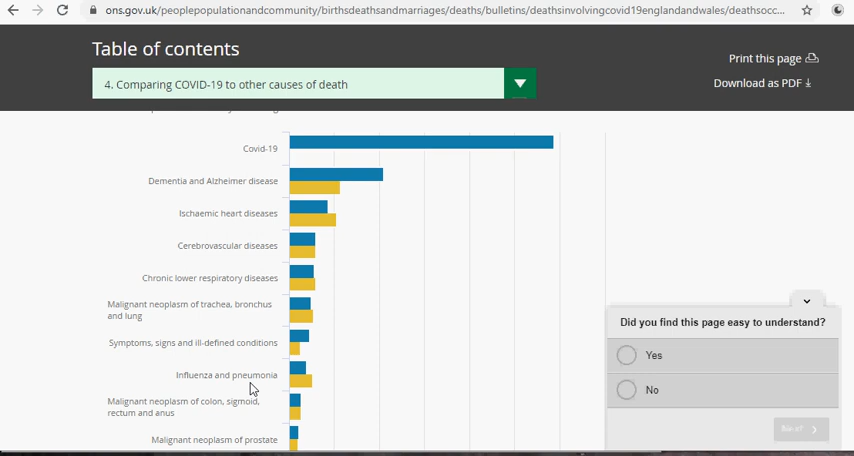 ons.gov.uk/peoplepopulationandcommunity/birthsdeathsandmarriages/deaths/bulletins/deathsinvolvingcovid19englandandwales/deathsocc...
Table of contents
Print this page
4. Comparing COVID-19 to other causes of death
Download as PDF
Covid-19
Dementia and Alzheimer disease
Ischaemic heart diseases
Cerebrovascular diseases
Chronic lower respiratory diseases
Malignant neoplasm of trachea, bronchus
and lung
Symptoms, signs and ill-defined conditions
Influenza and pneumonia
Malignant neoplasm of colon, sigmoid,
rectum and anus
Malignant neoplasm of prostate
Did you find this page easy to understand?
Yes
No
Next